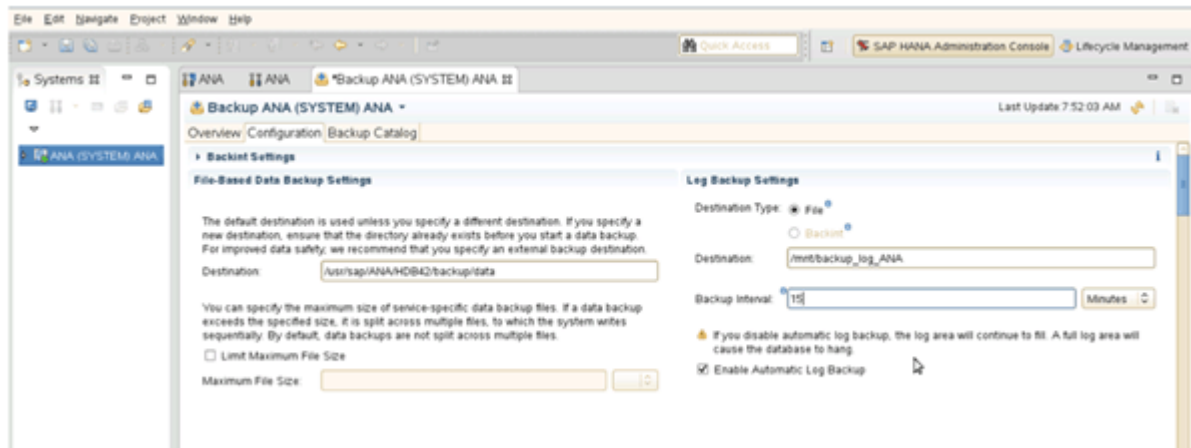 File Edit Navigate Project Window Help
Quick Access
SAP HANA Administration Console
Lifecycle Management
Systems
ANA
ANA
*Backup ANA (SYSTEM) ANA
ANA (SYSTEM) ANA
Backup ANA (SYSTEM) ANA
Last Update:7:52:03 AM
Overview Configuration Backup Catalog
Backint Settings
File-Based Data Backup Settings
The default destination is used unless you specify a different destination. If you specify a
new destination, ensure that the directory already exists before you start a data backup.
For improved data safety, we recommend that you specify an external backup destination.
Destination: /usr/sap/ANA/HDB42/backup/data
You can specify the maximum size of service-specific data backup files. If a data backup
exceeds the specified size, it is split across multiple files, to which the system writes
sequentially. By default, data backups are not split across multiple files.
Limit Maximum File Size
Maximum File Size:
Log Backup Settings
Destination Type: File
Backint
Destination: /mnt/backup_log_ANA
Backup Interval: 15 Minutes
If you disable automatic log backup, the log area will continue to fill. A full log area will
cause the database to hang.
Enable Automatic Log Backup